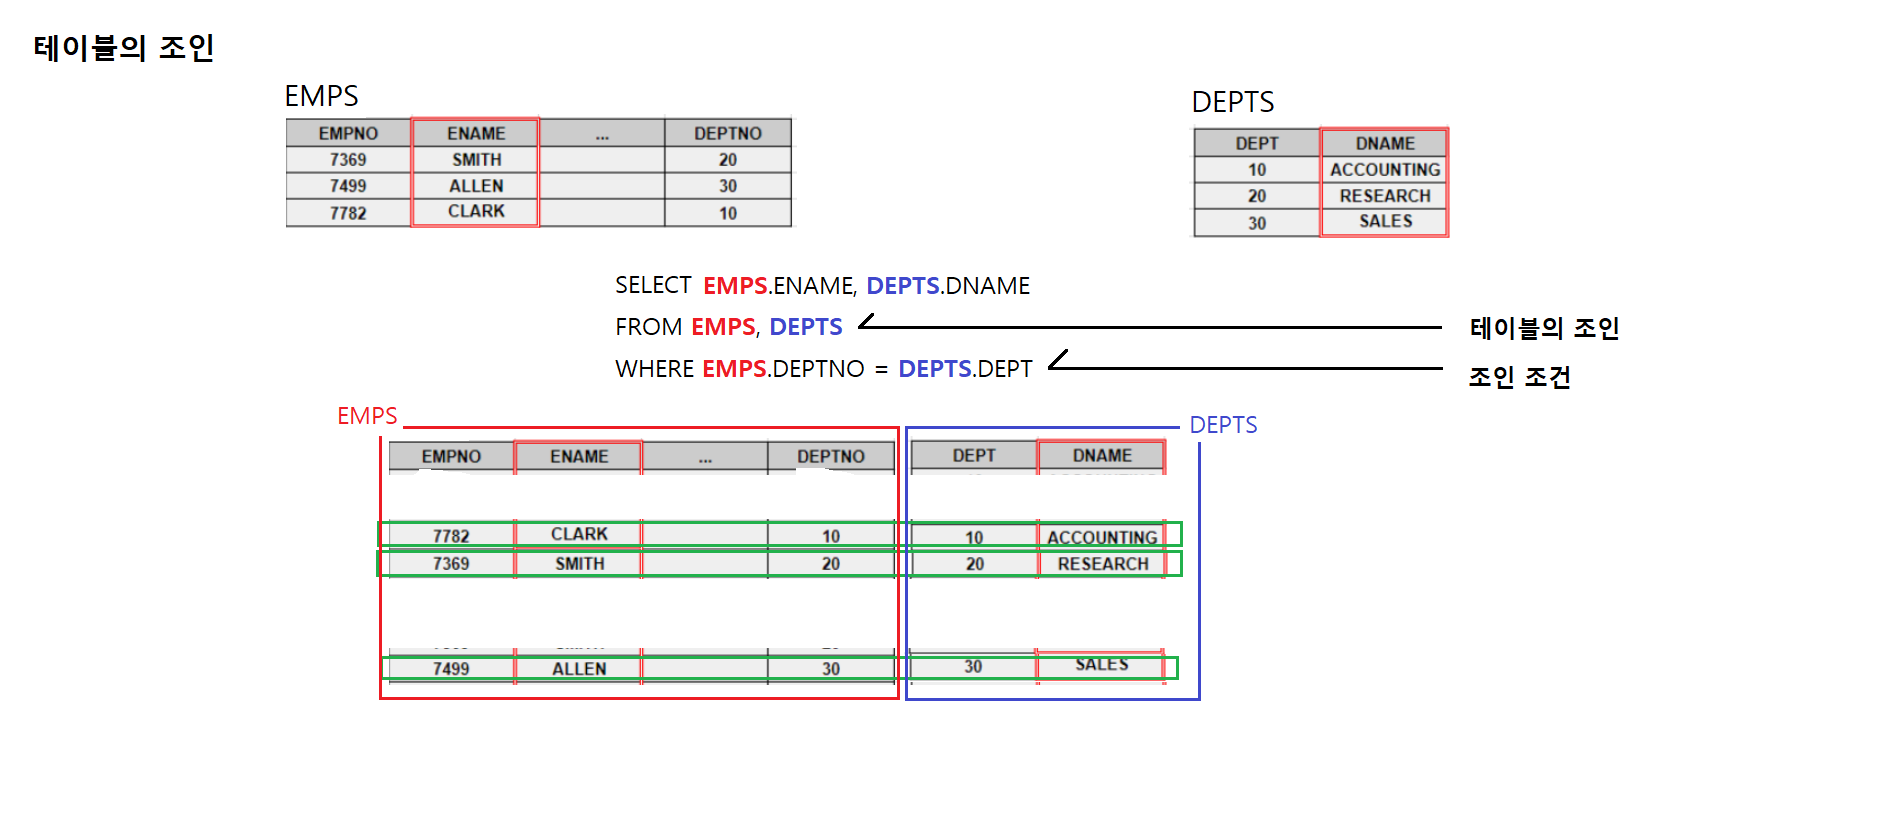 테이블의 조인
EMPS
EMPNO ENAME ... DEPTNO
7369 SMITH 20
7499 ALLEN 30
7782 CLARK 10
DEPTS
DEPT DNAME
10 ACCOUNTING
20 RESEARCH
30 SALES
SELECT EMPS.ENAME, DEPTS.DNAME
FROM EMPS, DEPTS
테이블의 조인
WHERE EMPS.DEPTNO = DEPTS.DEPT
조인 조건
EMPS
DEPTS
EMPNO ENAME ... DEPTNO DEPT DNAME
7782 CLARK 10 10 ACCOUNTING
7369 SMITH 20 20 RESEARCH
7499 ALLEN 30 30 SALES